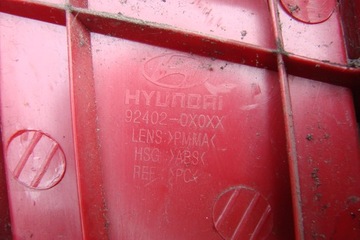 HYUNDAI
92402-0X0XX
LENS:>PMMA<
HSG:>ABS<
REF:>PC<